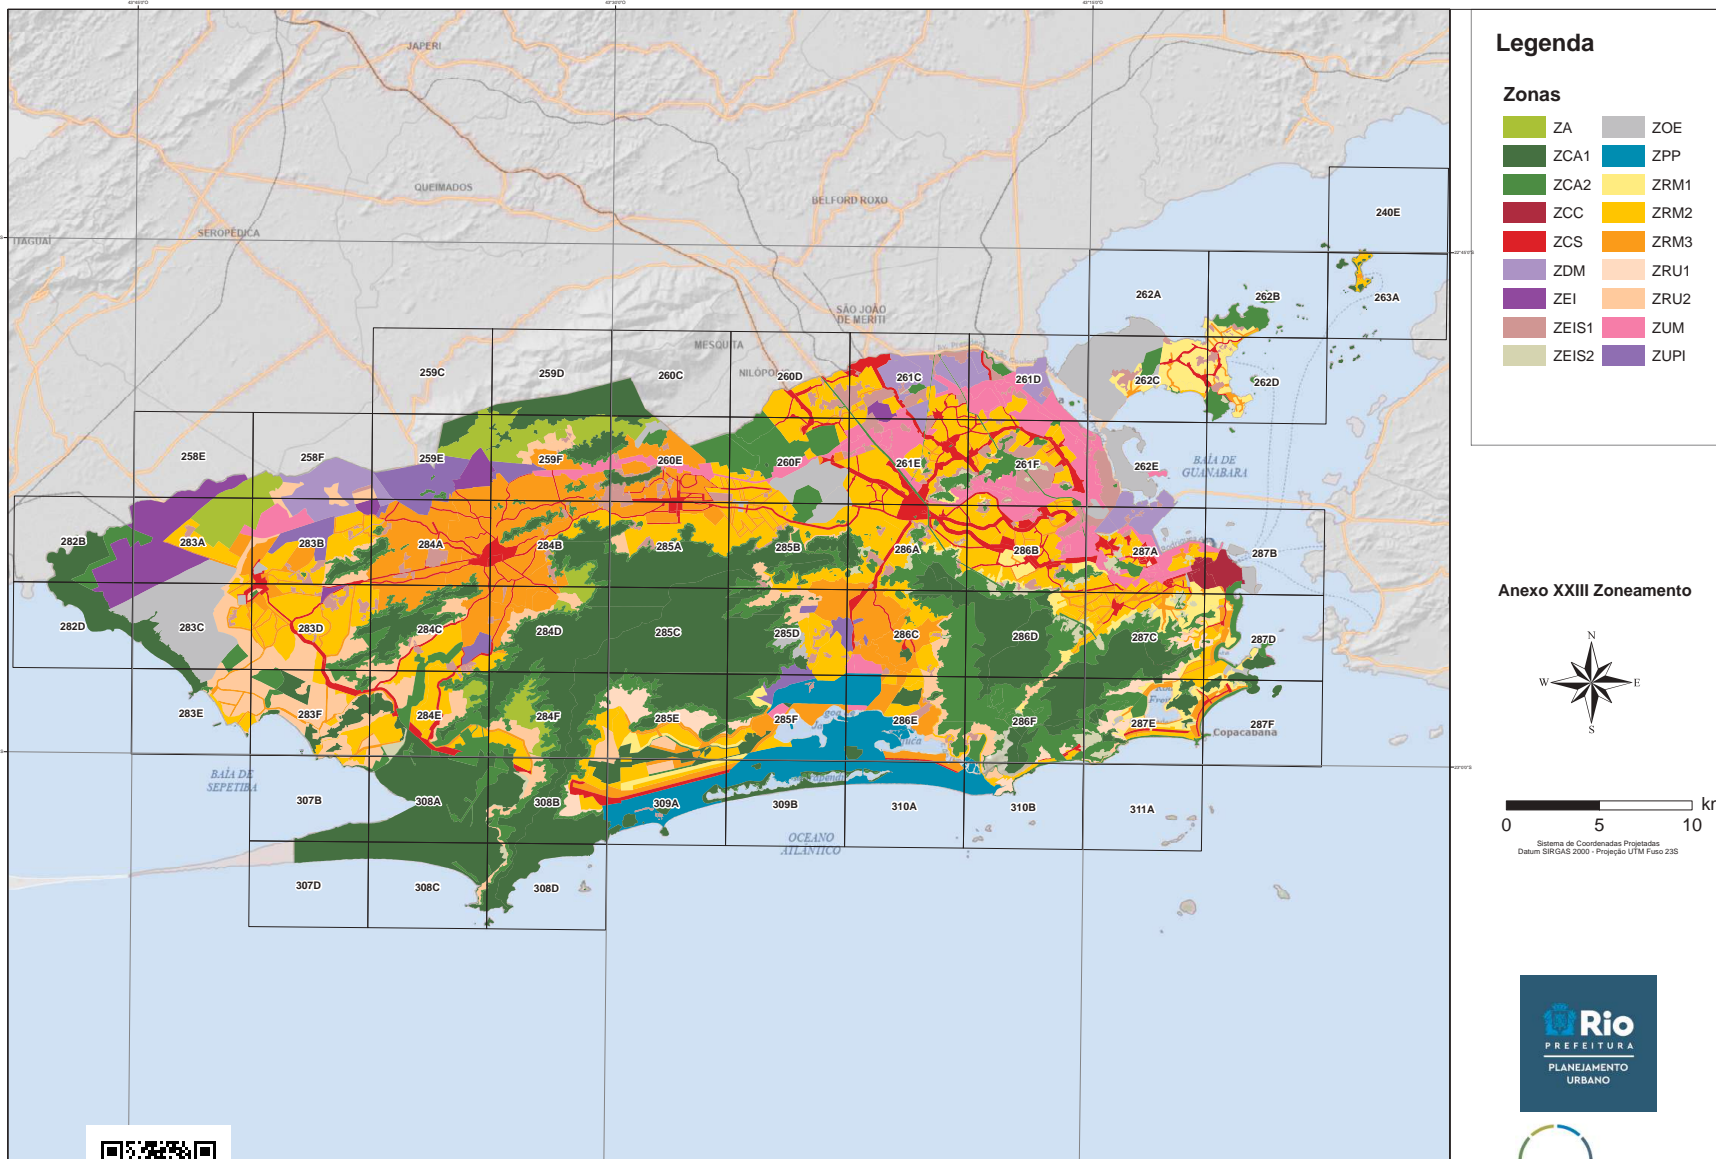 JAPERI
QUEIMADOS
BELFORD ROXO
SEROPÉDICA
ITAGUAÍ
SÃO JOÃO
DE MERITI
MESQUITA
240E
262A
262B
263A
259C
259D
260C
260D
261C
261D
262C
262D
258E
258F
259E
259F
260E
260F
261E
261F
262E
BAÍA DE
GUANABARA
282B
283A
283B
284A
284B
285A
285B
286A
286B
287A
287B
282D
283C
283D
284C
284D
285C
285D
286C
286D
287C
287D
283E
283F
284E
284F
285E
285F
286E
286F
287E
287F
Copacabana
BAÍA DE
SEPETIBA
307B
308A
308B
309A
309B
310A
310B
311A
OCEANO
ATLÂNTICO
307D
308C
308D
Legenda
Zonas
ZA
ZCA1
ZCA2
ZCC
ZCS
ZDM
ZEI
ZEIS1
ZEIS2
ZOE
ZPP
ZRM1
ZRM2
ZRM3
ZRU1
ZRU2
ZUM
ZUPI
Anexo XXIII Zoneamento
N
W E
S
0 5 10
Sistema de Coordenadas Projetadas
Datum SIRGAS 2000 - Projeção UTM Fuso 23S
Rio
PREFEITURA
PLANEJAMENTO
URBANO